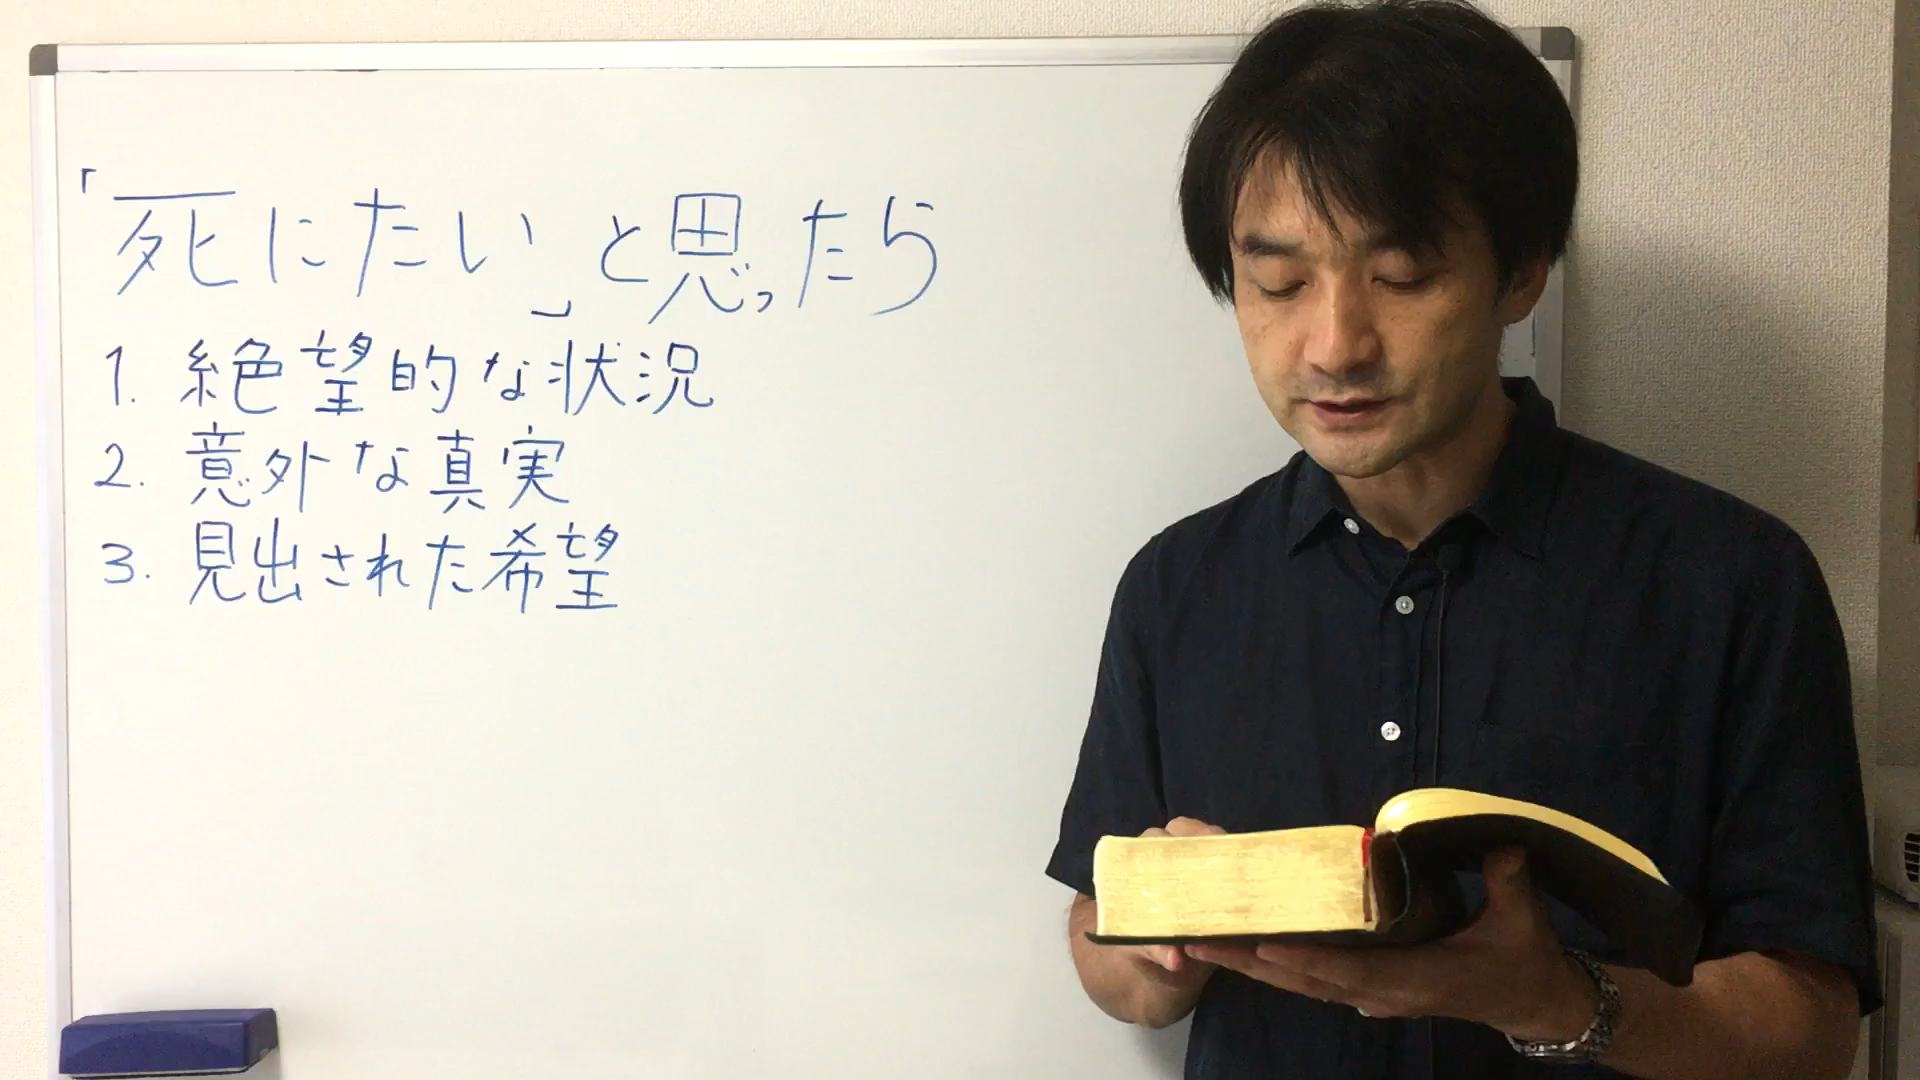 「死にたい」と思ったら
1. 絶望的な状況
2. 意外な真実
3. 見出された希望